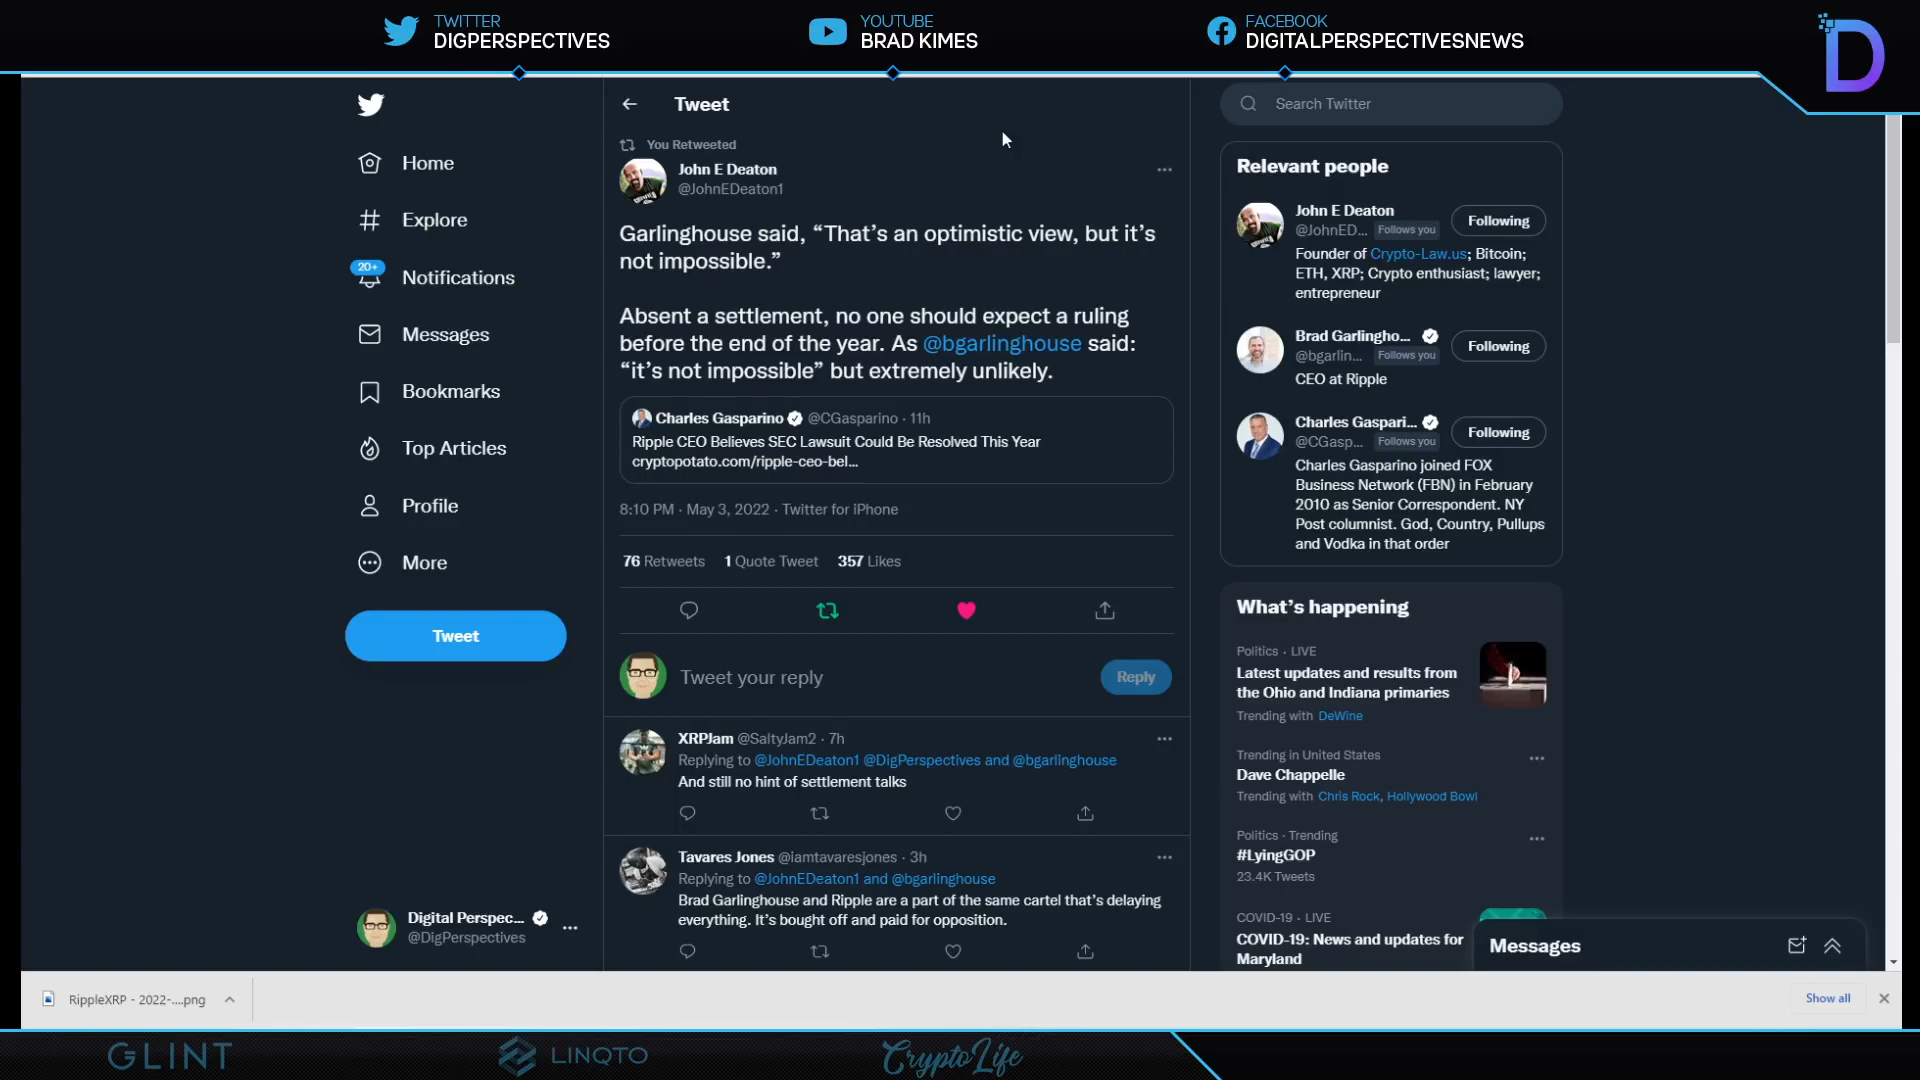 TWITTER
DIGPERSPECTIVES
YOUTUBE
BRAD KIMES
FACEBOOK
DIGITALPERSPECTIVESNEWS
D
Home
Explore
20+
Notifications
Messages
Bookmarks
Top Articles
Profile
More
Tweet
Digital Perspec...
@DigPerspectives
Tweet
You Retweeted
John E Deaton
@JohnEDeaton1
Garlinghouse said, “That’s an optimistic view, but it’s
not impossible.”
Absent a settlement, no one should expect a ruling
before the end of the year. As @bgarlinghouse said:
“it’s not impossible” but extremely unlikely.
Charles Gasparino @CGasparino · 11h
Ripple CEO Believes SEC Lawsuit Could Be Resolved This Year
cryptopotato.com/ripple-ceo-bel...
8:10 PM · May 3, 2022 · Twitter for iPhone
76 Retweets 1 Quote Tweet 357 Likes
Tweet your reply
Reply
XRPJam @SaltyJam2 · 7h
Replying to @JohnEDeaton1 @DigPerspectives and @bgarlinghouse
And still no hint of settlement talks
Tavares Jones @iamtavaresjones · 3h
Replying to @JohnEDeaton1 and @bgarlinghouse
Brad Garlinghouse and Ripple are a part of the same cartel that’s delaying
everything. It’s bought off and paid for opposition.
Search Twitter
Relevant people
John E Deaton
@JohnED... Follows you
Following
Founder of Crypto-Law.us; Bitcoin;
ETH, XRP; Crypto enthusiast; lawyer;
entrepreneur
Brad Garlingho...
@bgarlin... Follows you
Following
CEO at Ripple
Charles Gaspari...
@CGasp... Follows you
Following
Charles Gasparino joined FOX
Business Network (FBN) in February
2010 as Senior Correspondent. NY
Post columnist. God, Country, Pullups
and Vodka in that order
What’s happening
Politics · LIVE
Latest updates and results from
the Ohio and Indiana primaries
Trending with DeWine
Trending in United States
Dave Chappelle
Trending with Chris Rock, Hollywood Bowl
Politics · Trending
#LyingGOP
23.4K Tweets
COVID-19 · LIVE
COVID-19: News and updates for
Maryland
Messages
RippleXRP - 2022-....png
Show all
GLINT
LINQTO
CryptoLife